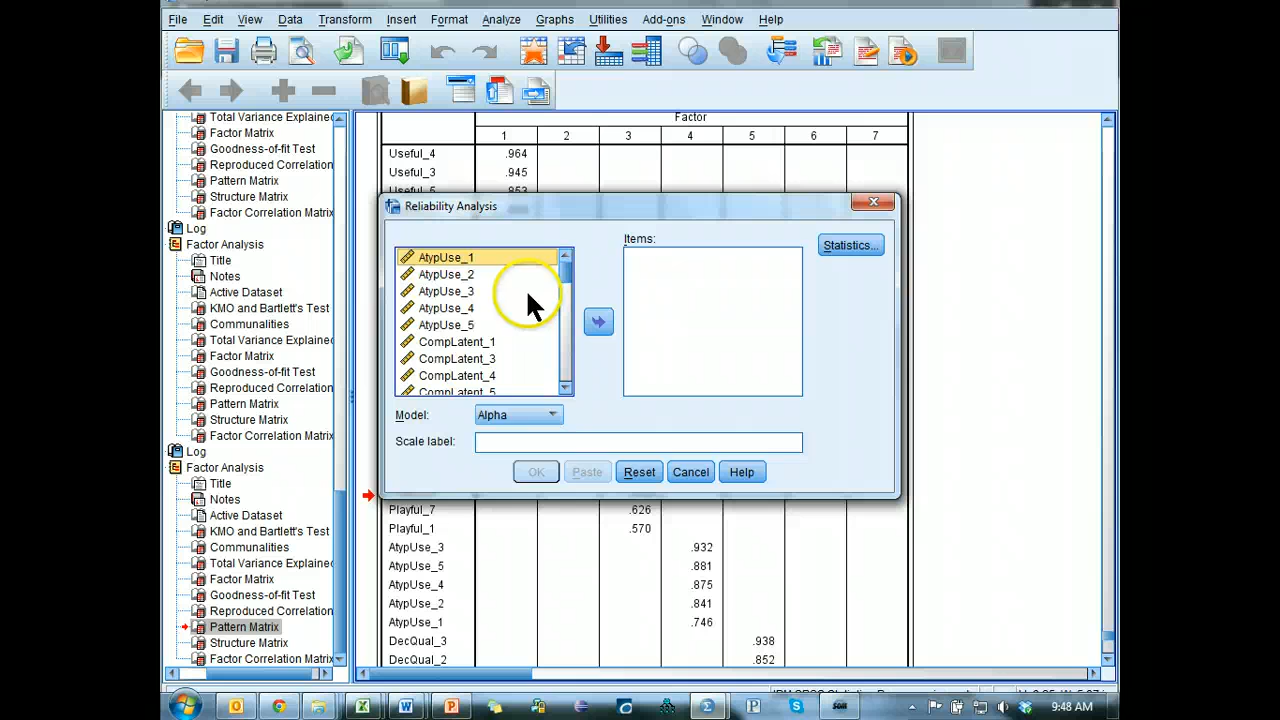 File Edit View Data Transform Insert Format Analyze Graphs Utilities Add-ons Window Help
Total Variance Explained
Factor Matrix
Goodness-of-fit Test
Reproduced Correlation
Pattern Matrix
Structure Matrix
Factor Correlation Matrix
Log
Factor Analysis
Title
Notes
Active Dataset
KMO and Bartlett's Test
Communalities
Total Variance Explained
Factor Matrix
Goodness-of-fit Test
Reproduced Correlation
Pattern Matrix
Structure Matrix
Factor Correlation Matrix
Log
Factor Analysis
Title
Notes
Active Dataset
KMO and Bartlett's Test
Communalities
Total Variance Explained
Factor Matrix
Goodness-of-fit Test
Reproduced Correlation
Pattern Matrix
Structure Matrix
Factor Correlation Matrix
Factor
1 2 3 4 5 6 7
Useful_4 .964
Useful_3 .945
Useful_5 .853
Reliability Analysis
Items:
Statistics...
AtypUse_1
AtypUse_2
AtypUse_3
AtypUse_4
AtypUse_5
CompLatent_1
CompLatent_3
CompLatent_4
CompLatent_5
Model: Alpha
Scale label:
OK Paste Reset Cancel Help
Playful_7 .626
Playful_1 .570
AtypUse_3 .932
AtypUse_5 .881
AtypUse_4 .875
AtypUse_2 .841
AtypUse_1 .746
DecQual_3 .938
DecQual_2 .852
9:48 AM